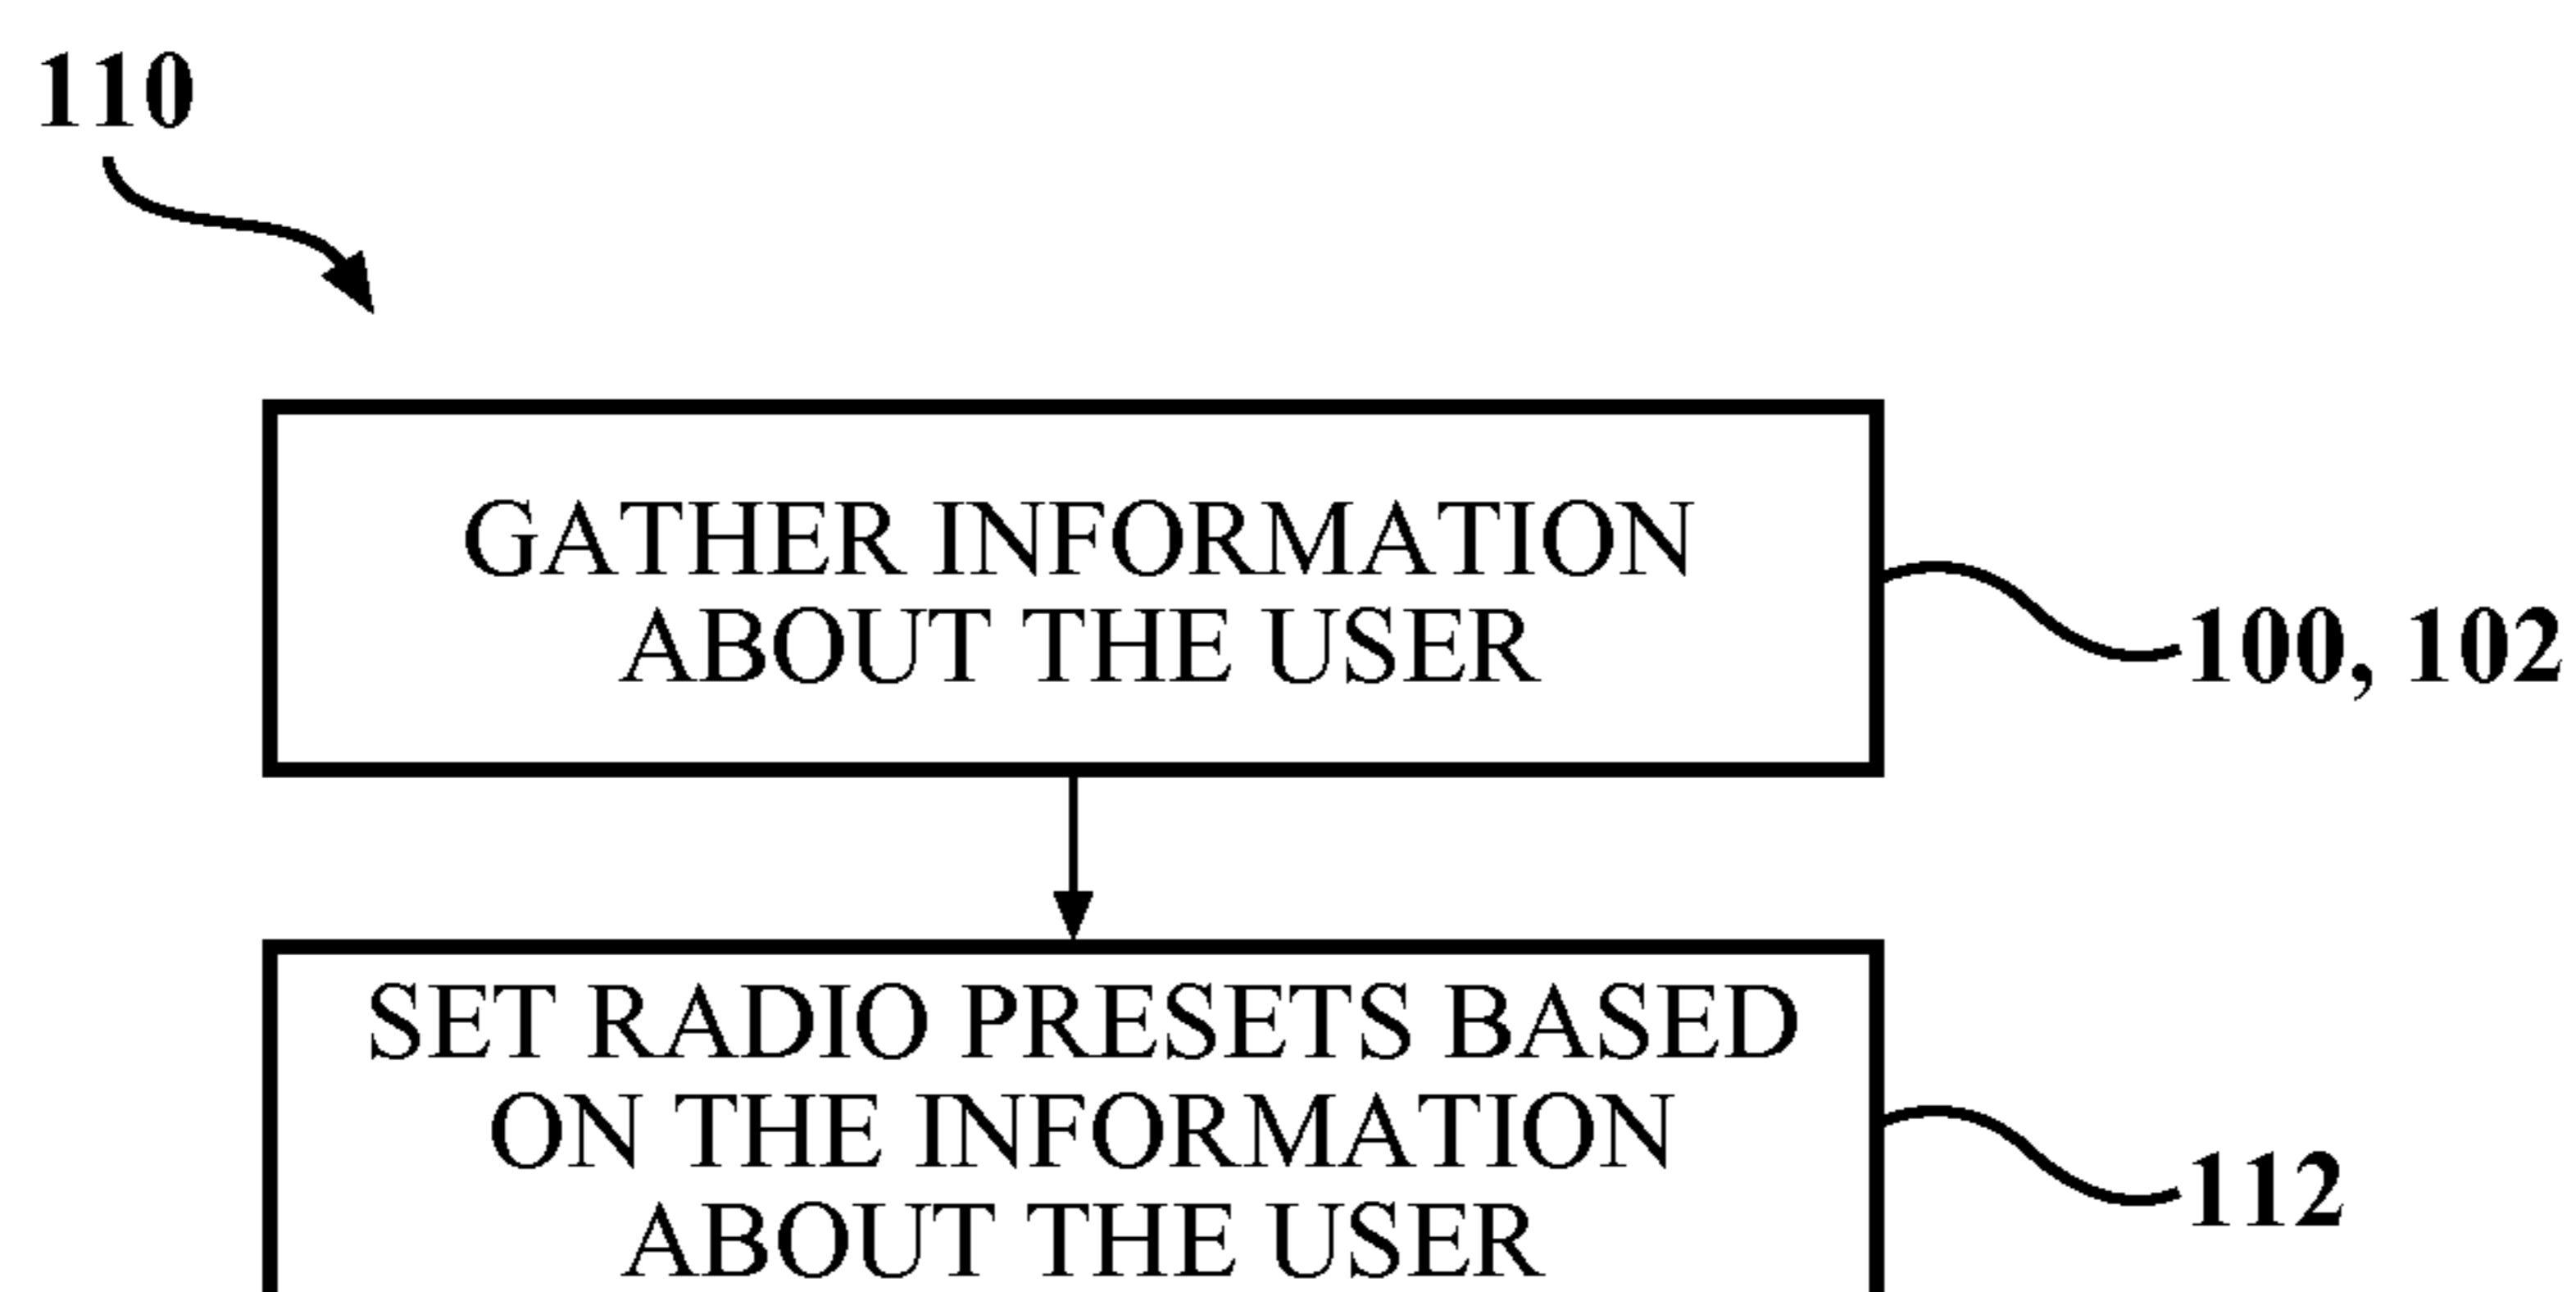 110
GATHER INFORMATION
ABOUT THE USER
100, 102
SET RADIO PRESETS BASED
ON THE INFORMATION
ABOUT THE USER
112